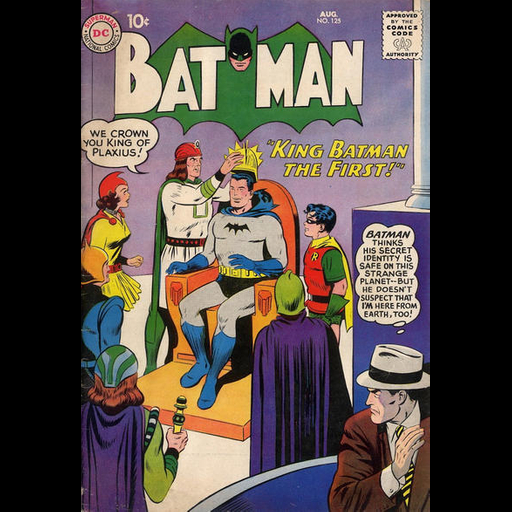 SUPERMAN
DC
NATIONAL COMICS
10¢
AUG.
NO. 125
APPROVED
BY THE
COMICS
CODE
CA
AUTHORITY
BATMAN
WE CROWN
YOU KING OF
PLAXIUS!
"KING BATMAN
THE FIRST!"
R
BATMAN
THINKS
HIS SECRET
IDENTITY IS
SAFE ON THIS
STRANGE
PLANET--BUT
HE DOESN'T
SUSPECT THAT
I'M HERE FROM
EARTH, TOO!